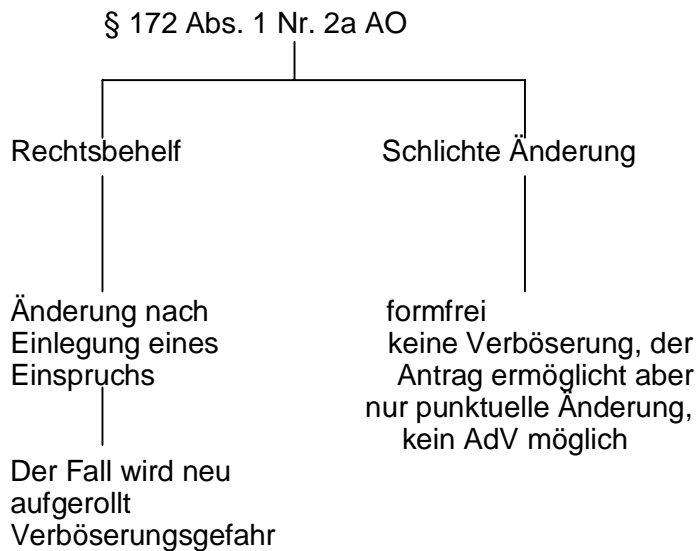 § 172 Abs. 1 Nr. 2a AO
Rechtsbehelf
Schlichte Änderung
Änderung nach
Einlegung eines
Einspruchs
formfrei
keine Verböserung, der
Antrag ermöglicht aber
nur punktuelle Änderung,
kein AdV möglich
Der Fall wird neu
aufgerollt
Verböserungsgefahr